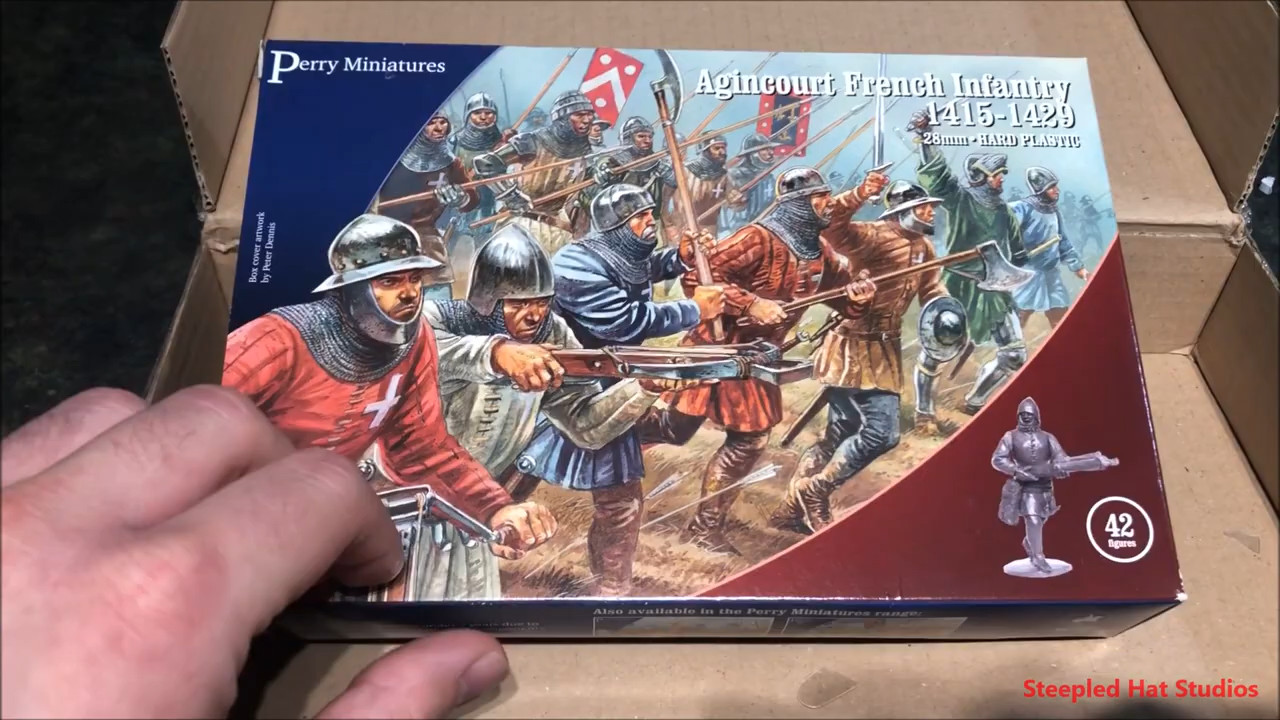 Perry Miniatures
Agincourt French Infantry
1415-1429
28mm • HARD PLASTIC
Box cover artwork
by Peter Dennis
42
figures
Also available in the Perry Miniatures range:
Steepled Hat Studios